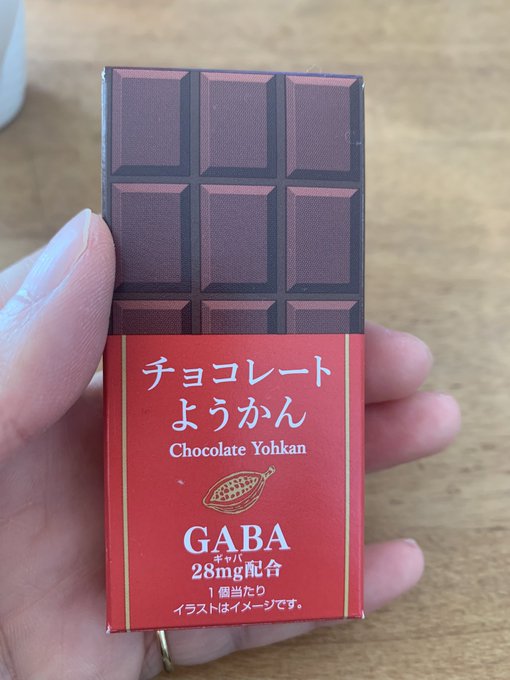 チョコレート
ようかん
Chocolate Yohkan
GABA
ギャバ
28mg配合
1個当たり
イラストはイメージです。